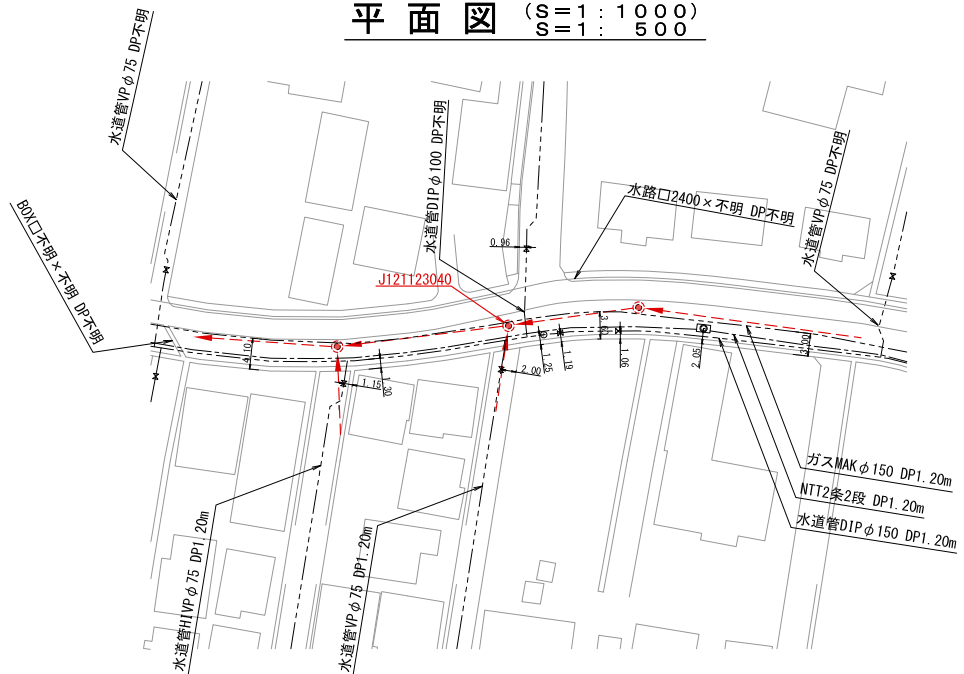 平面図 (S=1:1000)
S=1: 500
水道管VPφ75 DP不明
水道管DIPφ100 DP不明
水道管VPφ75 DP不明
水路口2400×不明 DP不明
BOX口不明×不明 DP不明
J121123040
0.96
3.60
4.10
1.30
1.15
2.00
1.25
1.19
1.06
2.05
3.00
ガスMAKφ150 DP1.20m
NTT2条2段 DP1.20m
水道管DIPφ150 DP1.20m
水道管HIVPφ75 DP1.20m
水道管VPφ75 DP1.20m